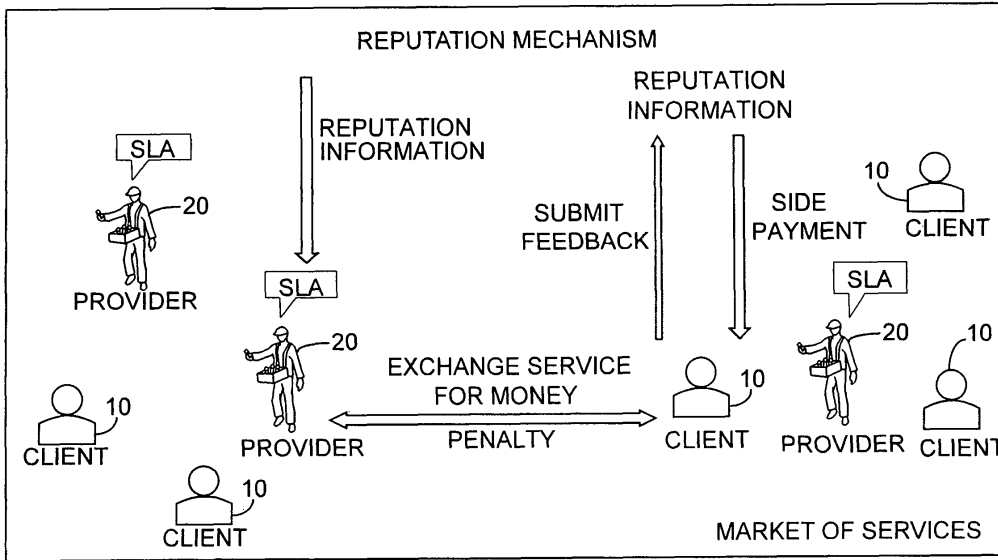 REPUTATION MECHANISM
REPUTATION
INFORMATION
REPUTATION
INFORMATION
SLA
20
PROVIDER
SUBMIT
FEEDBACK
SIDE
PAYMENT
10
CLIENT
SLA
20
PROVIDER
EXCHANGE SERVICE
FOR MONEY
PENALTY
10
CLIENT
SLA
20
PROVIDER
10
CLIENT
10
CLIENT
10
CLIENT
MARKET OF SERVICES